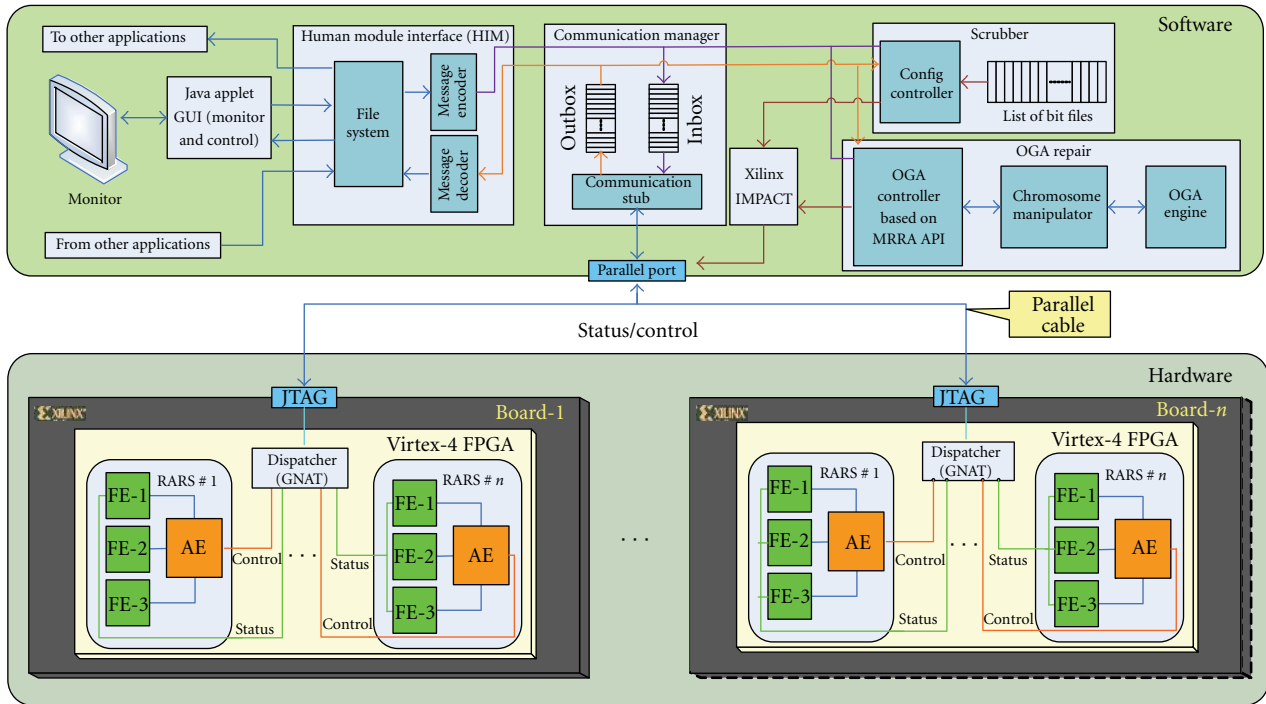 Software
To other applications
Human module interface (HIM)
Communication manager
Scrubber
Java applet
GUI (monitor
and control)
File
system
Message
encoder
Message
decoder
Outbox
Inbox
Communication
stub
Config
controller
List of bit files
Monitor
From other applications
Xilinx
IMPACT
OGA repair
OGA
controller
based on
MRRA API
Chromosome
manipulator
OGA
engine
Parallel port
Status/control
Parallel
cable
Hardware
JTAG
XILINX
Board-1
Virtex-4 FPGA
Dispatcher
(GNAT)
RARS # 1
FE-1
FE-2
FE-3
AE
Control
Status
. . .
Status
Control
RARS # n
FE-1
FE-2
FE-3
AE
. . .
JTAG
XILINX
Board-n
Virtex-4 FPGA
Dispatcher
(GNAT)
RARS # 1
FE-1
FE-2
FE-3
AE
Control
Status
. . .
Status
Control
RARS # n
FE-1
FE-2
FE-3
AE